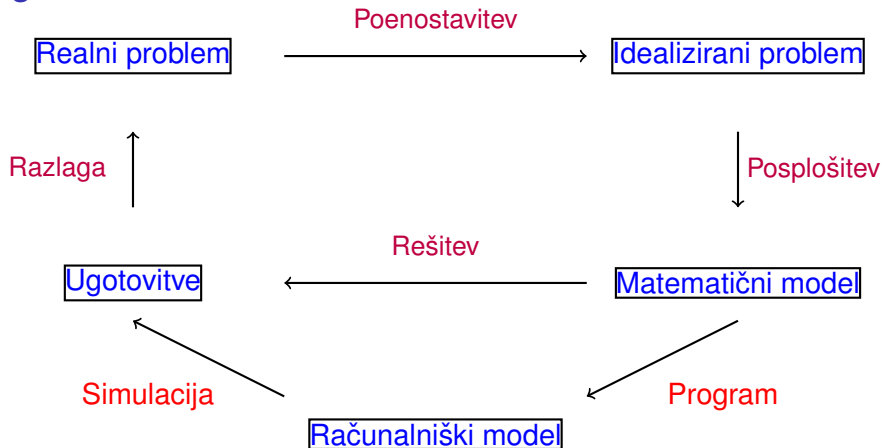 Poenostavitev
Realni problem
Idealizirani problem
Razlaga
Posplošitev
Rešitev
Ugotovitve
Matematični model
Simulacija
Program
Računalniški model